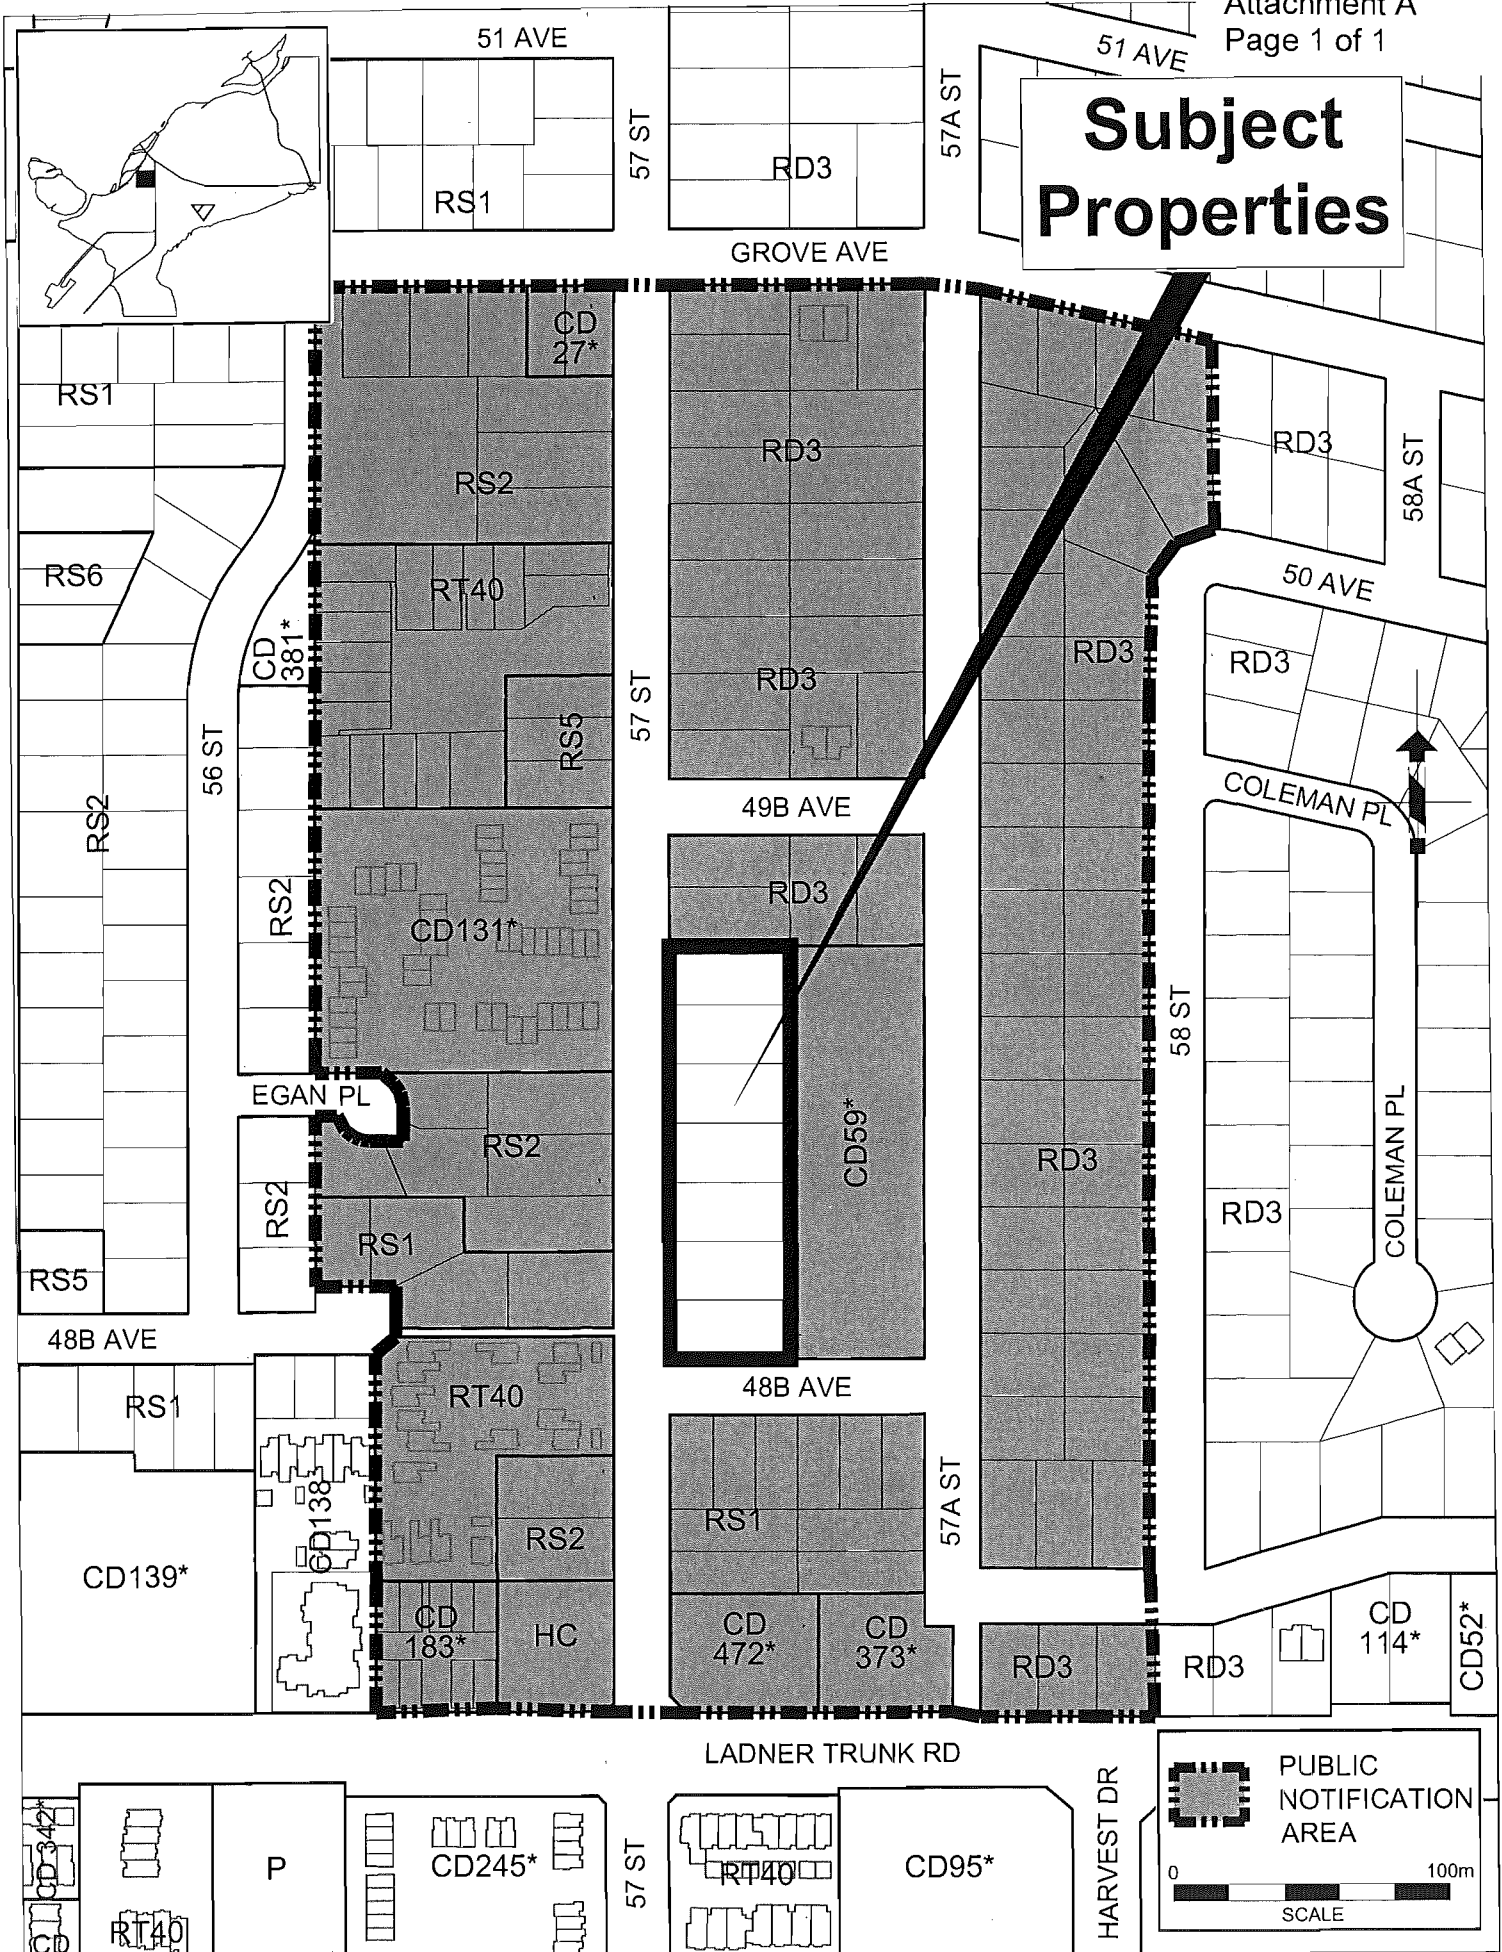 Attachment A
Page 1 of 1
51 AVE
51 AVE
57 ST
57A ST
Subject
Properties
RS1
RD3
GROVE AVE
CD
27*
RS1
RS2
RD3
RD3
58A ST
RS6
RT40
50 AVE
CD
381*
RD3
RD3
RD3
56 ST
RS5
57 ST
49B AVE
COLEMAN PL
RS2
RS2
CD131*
RD3
58 ST
EGAN PL
RS2
CD59*
RD3
COLEMAN PL
RS2
RS1
RD3
RS5
48B AVE
48B AVE
RT40
RS1
CD138
57A ST
RS1
RS2
CD139*
CD
183*
HC
CD
472*
CD
373*
RD3
RD3
CD
114*
CD52*
LADNER TRUNK RD
HARVEST DR
PUBLIC
NOTIFICATION
AREA
0 100m
SCALE
CD 342*
P
CD245*
57 ST
RT40
CD95*
RT40
CD